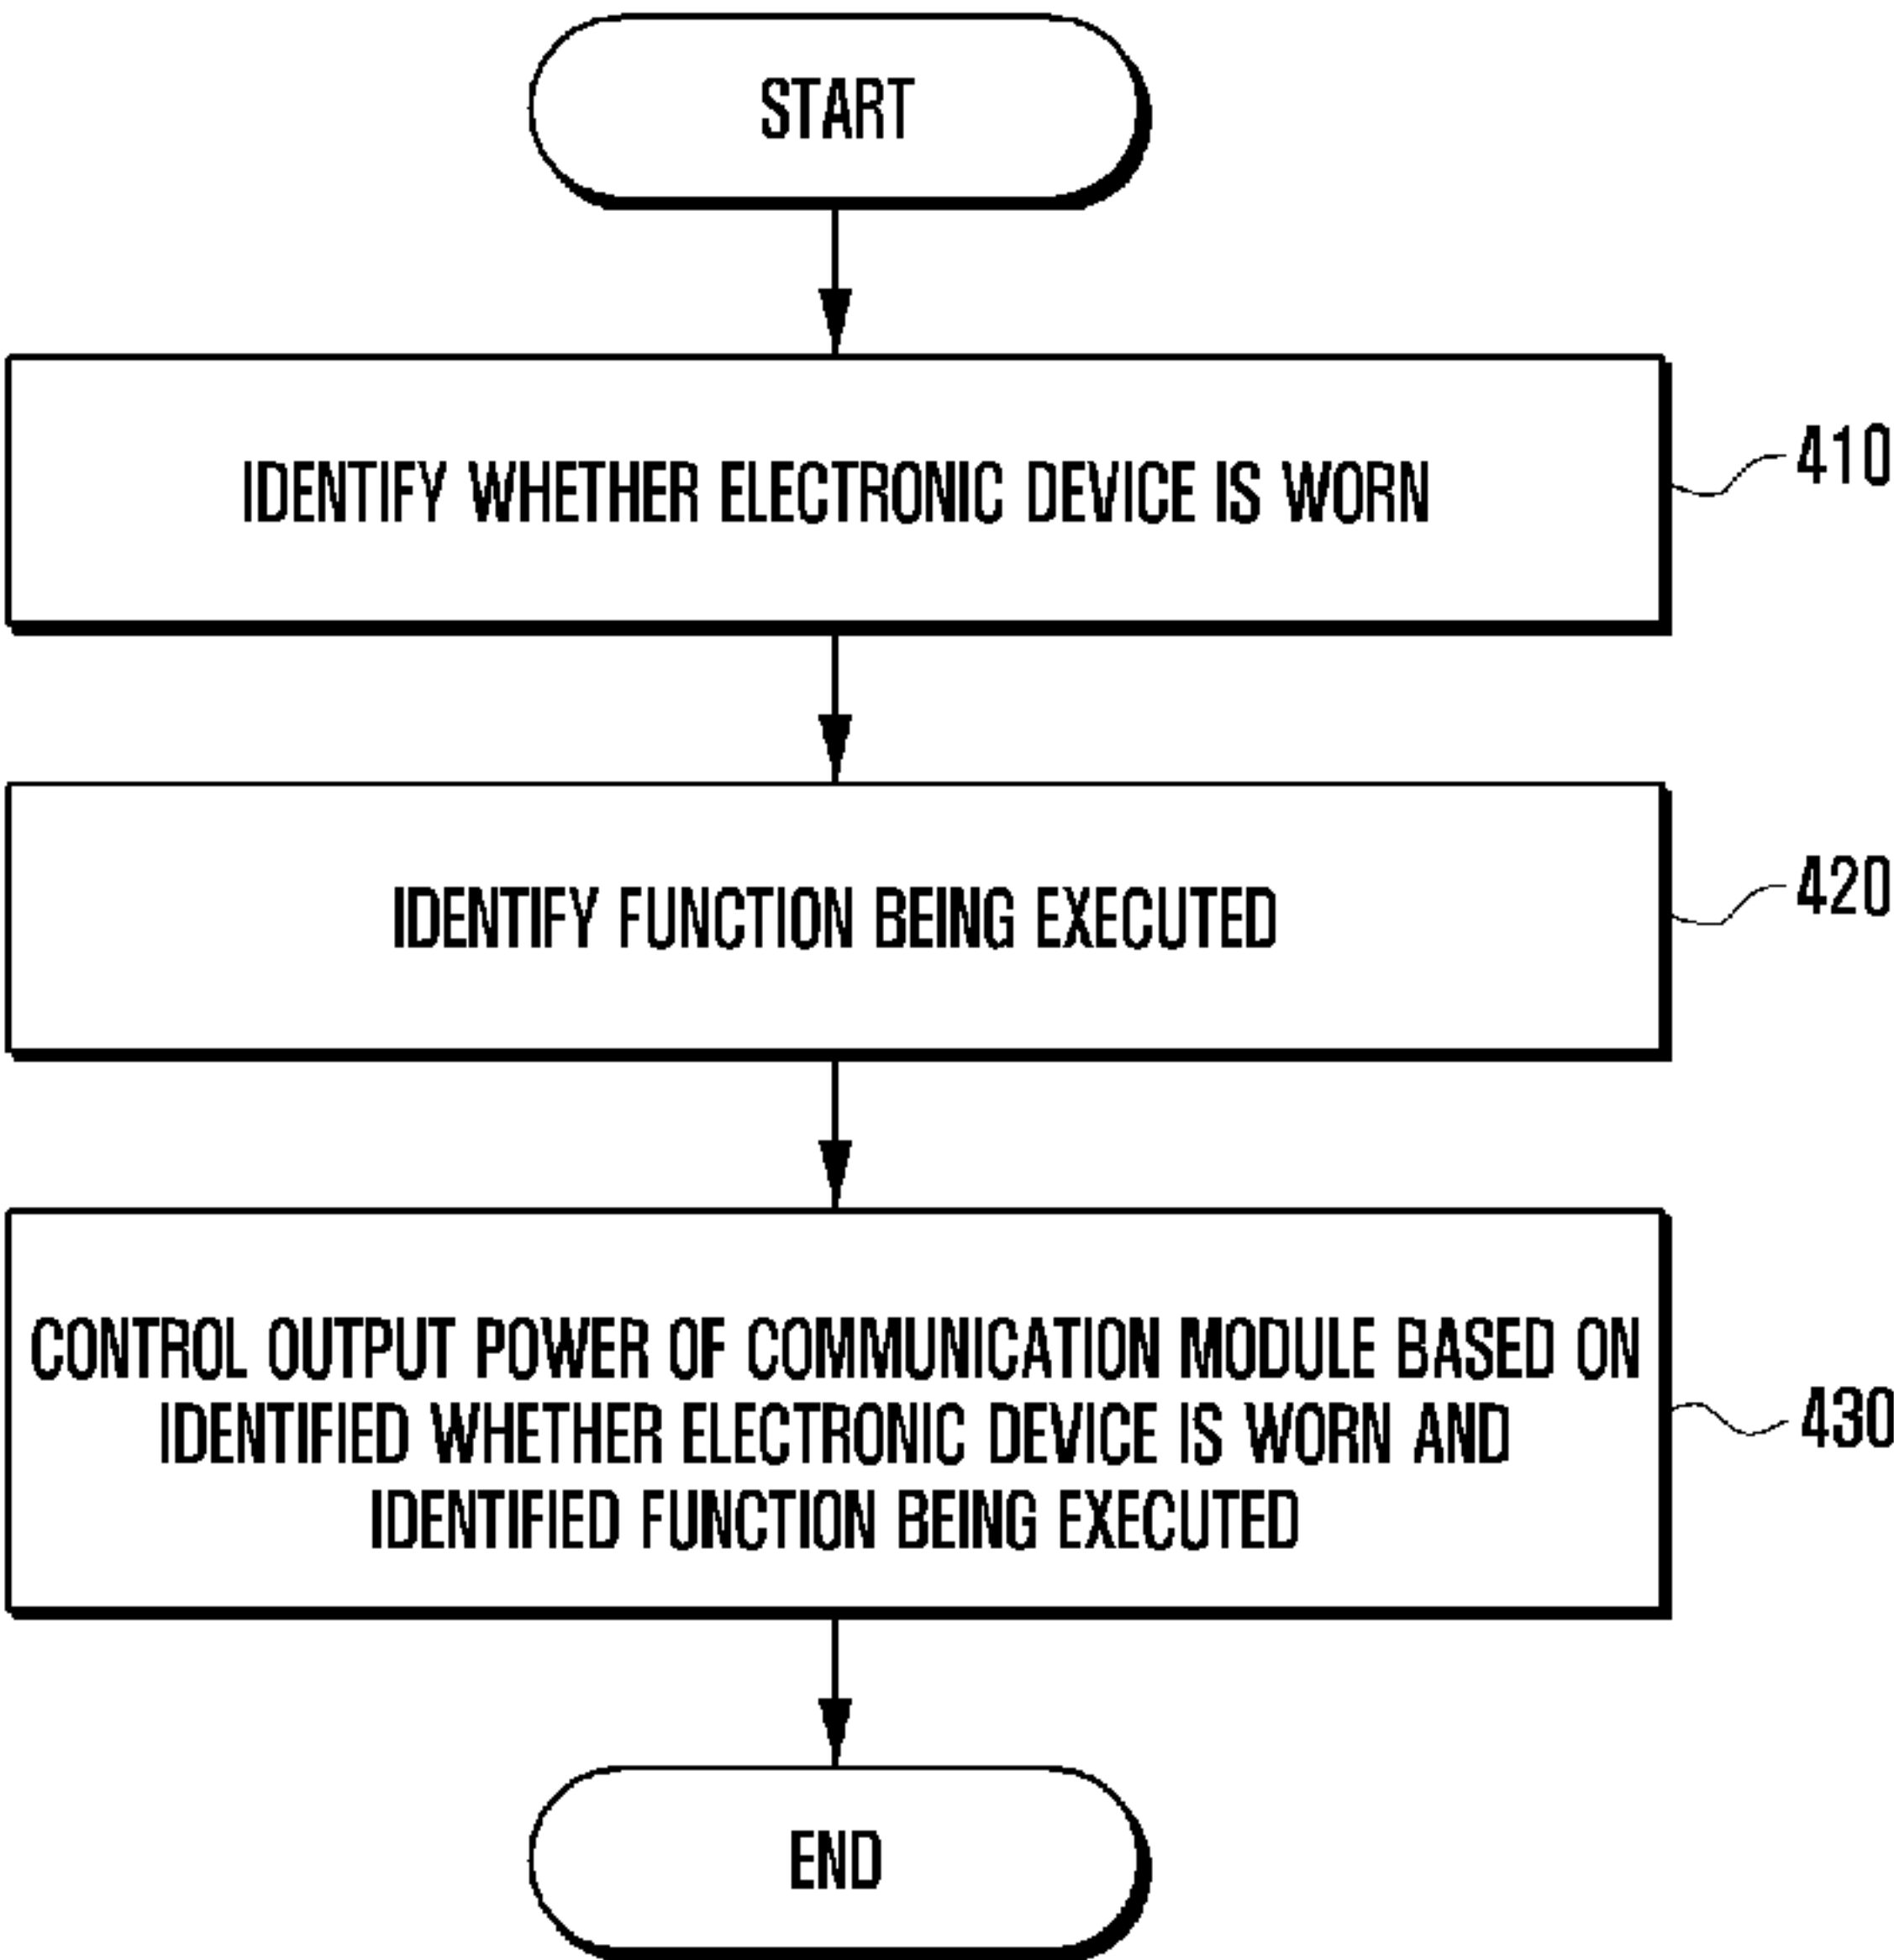 START
IDENTIFY WHETHER ELECTRONIC DEVICE IS WORN
410
IDENTIFY FUNCTION BEING EXECUTED
420
CONTROL OUTPUT POWER OF COMMUNICATION MODULE BASED ON
IDENTIFIED WHETHER ELECTRONIC DEVICE IS WORN AND
IDENTIFIED FUNCTION BEING EXECUTED
430
END